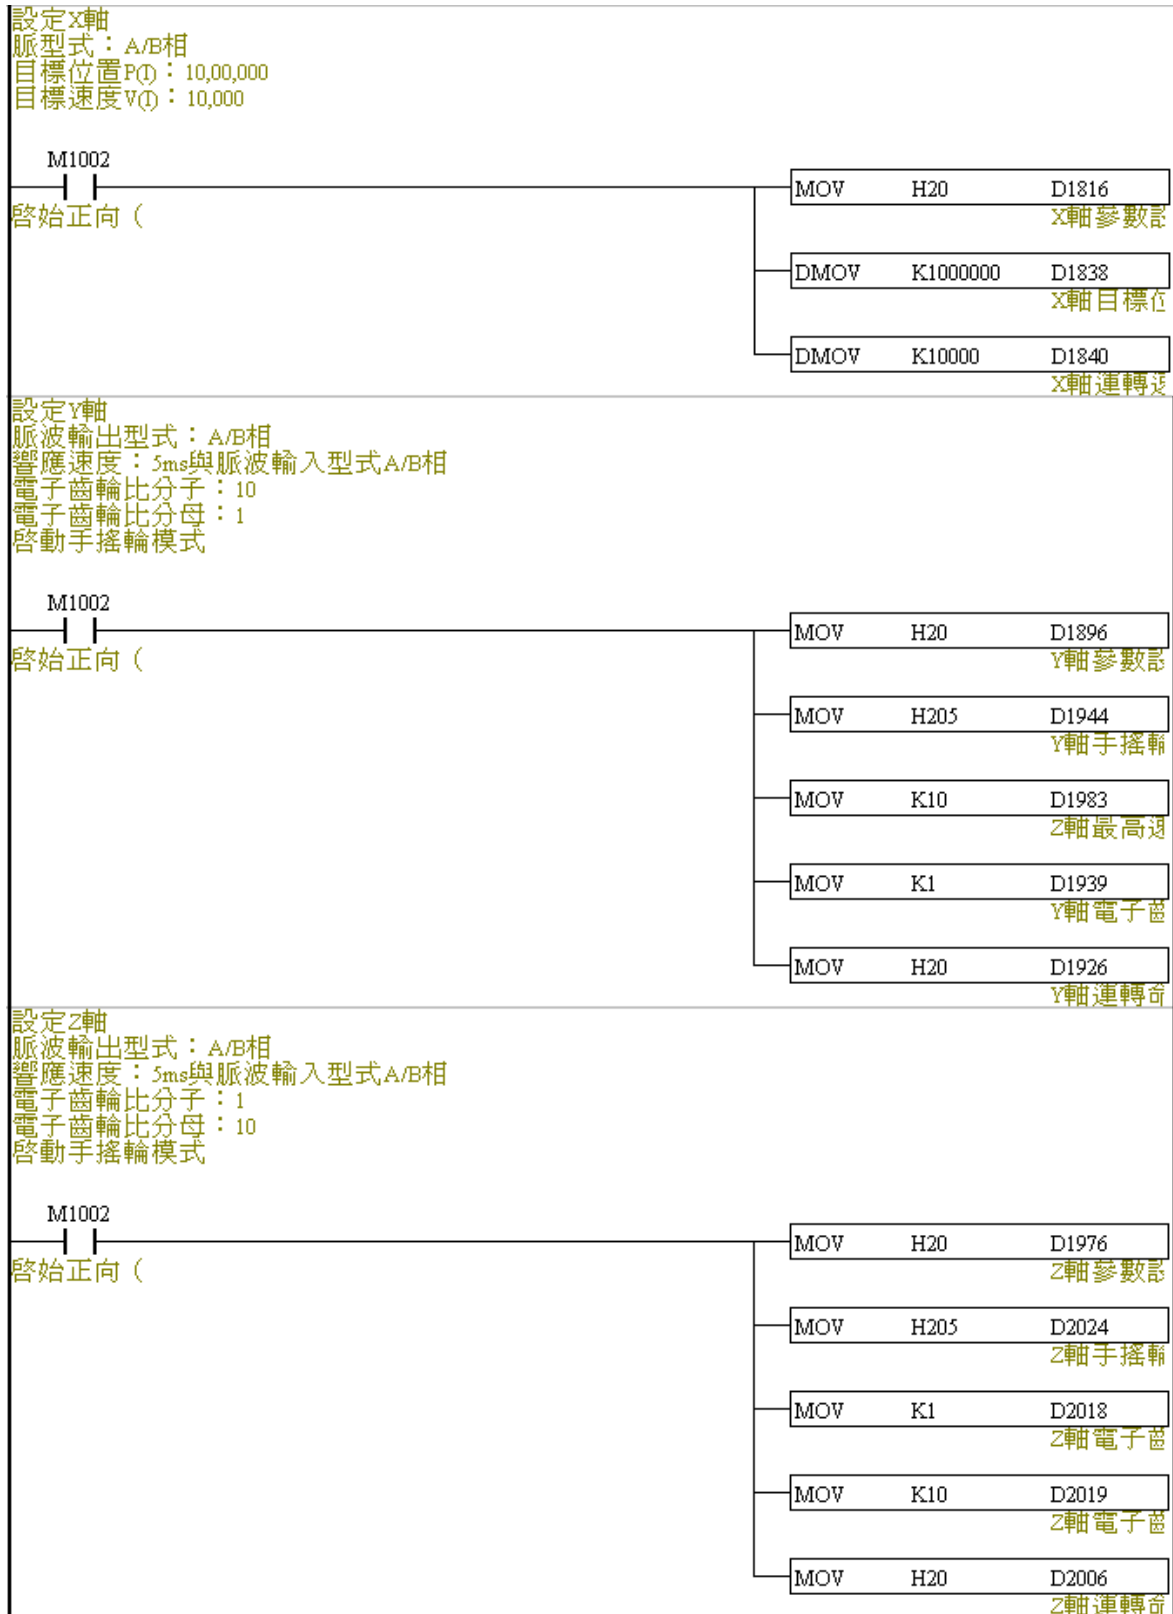 設定X軸
脈型式：A/B相
目標位置P(I)：10,00,000
目標速度V(I)：10,000
M1002
啓始正向（
MOV H20 D1816
X軸參數設
DMOV K1000000 D1838
X軸目標位
DMOV K10000 D1840
X軸運轉速
設定Y軸
脈波輸出型式：A/B相
響應速度：5ms與脈波輸入型式A/B相
電子齒輪比分子：10
電子齒輪比分母：1
啓動手搖輪模式
M1002
啓始正向（
MOV H20 D1896
Y軸參數設
MOV H205 D1944
Y軸手搖輪
MOV K10 D1983
Z軸最高速
MOV K1 D1939
Y軸電子齒
MOV H20 D1926
Y軸運轉命
設定Z軸
脈波輸出型式：A/B相
響應速度：5ms與脈波輸入型式A/B相
電子齒輪比分子：1
電子齒輪比分母：10
啓動手搖輪模式
M1002
啓始正向（
MOV H20 D1976
Z軸參數設
MOV H205 D2024
Z軸手搖輪
MOV K1 D2018
Z軸電子齒
MOV K10 D2019
Z軸電子齒
MOV H20 D2006
Z軸運轉命